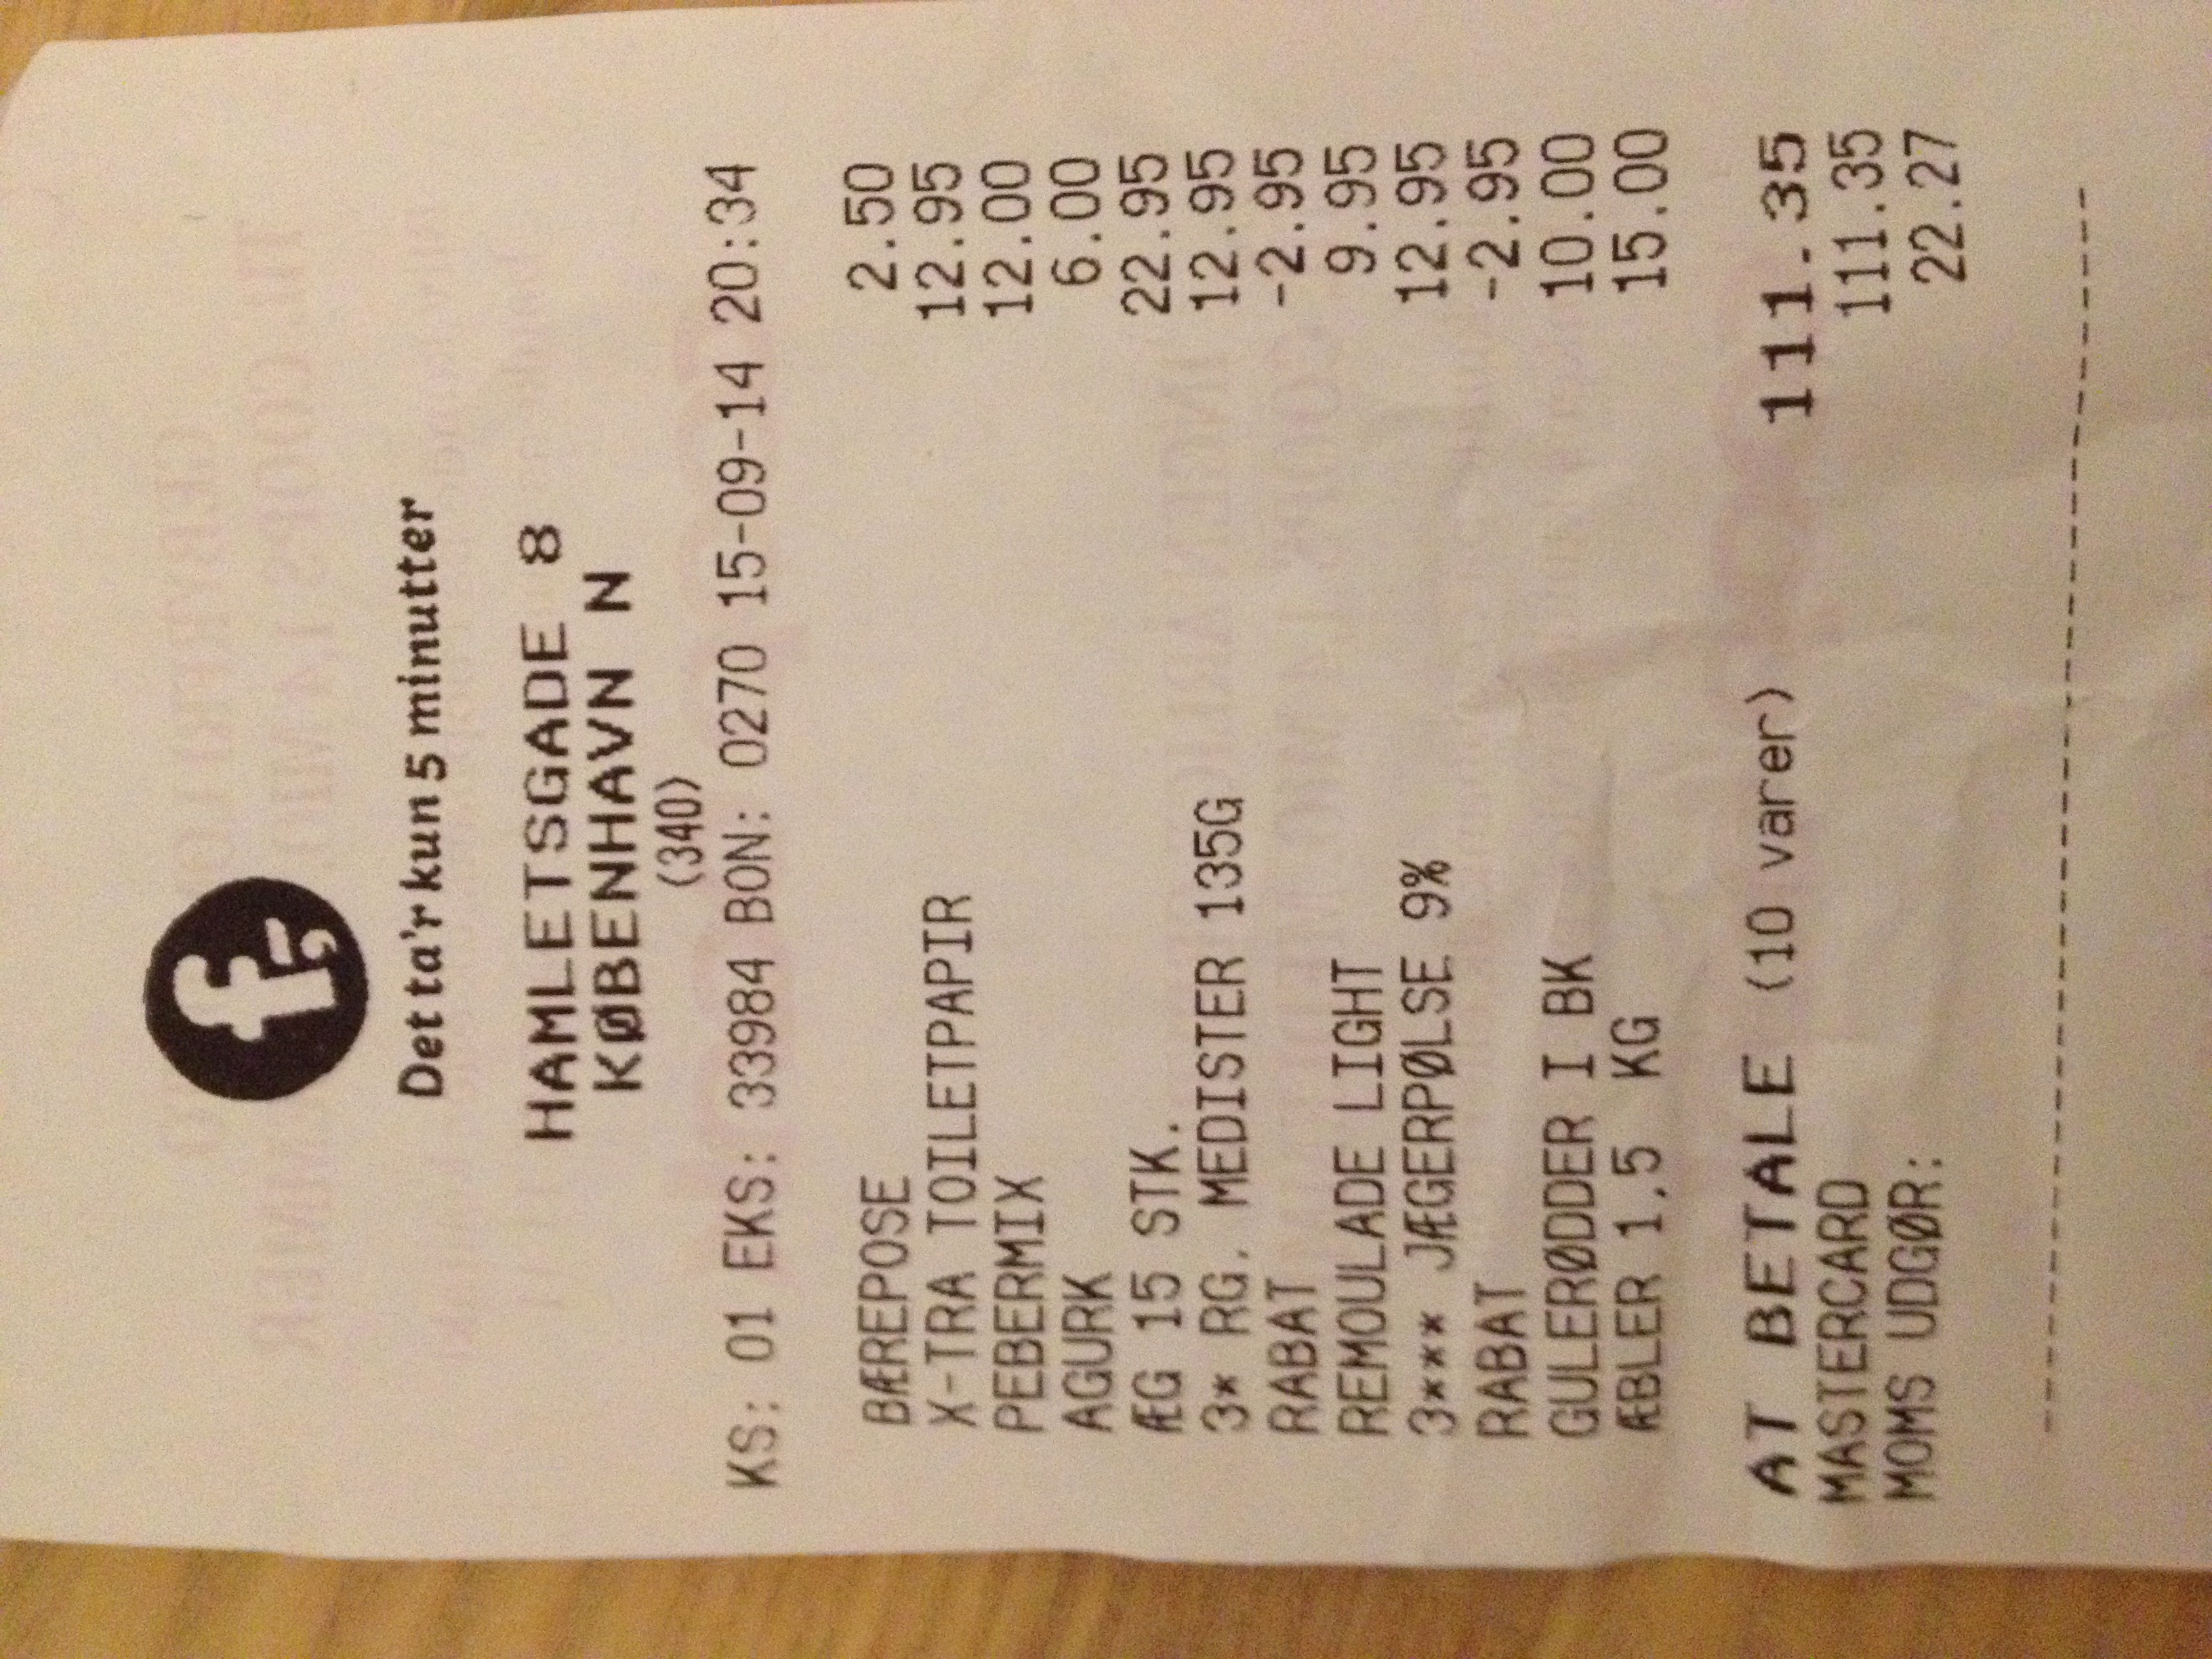 f,-
Det ta'r kun 5 minutter
HAMLETSGADE 8
KØBENHAVN N
(340)
KS: 01 EKS: 33984 BON: 0270 15-09-14 20:34
BÆREPOSE 2.50
X-TRA TOILETPAPIR 12.95
PEBERMIX 12.00
AGURK 6.00
ÆG 15 STK. 22.95
3* RG. MEDISTER 135G 12.95
RABAT -2.95
REMOULADE LIGHT 9.95
3*** JÆGERPØLSE 9% 12.95
RABAT -2.95
GULERØDDER I BK 10.00
ÆBLER 1,5 KG 15.00
AT BETALE (10 varer) 111.35
MASTERCARD 111.35
MOMS UDGØR: 22.27